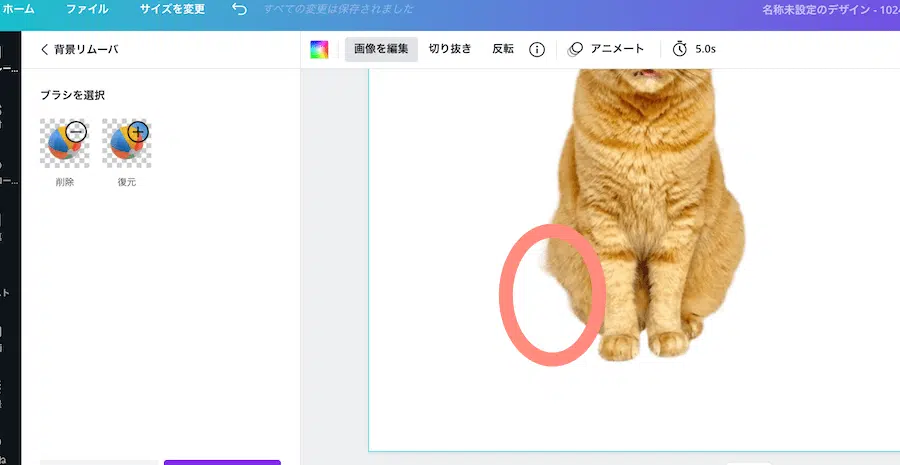 ホーム ファイル サイズを変更 すべての変更は保存されました 名称未設定のデザイン - 102
背景リムーバ 画像を編集 切り抜き 反転 アニメート 5.0s
ブラシを選択
削除 復元